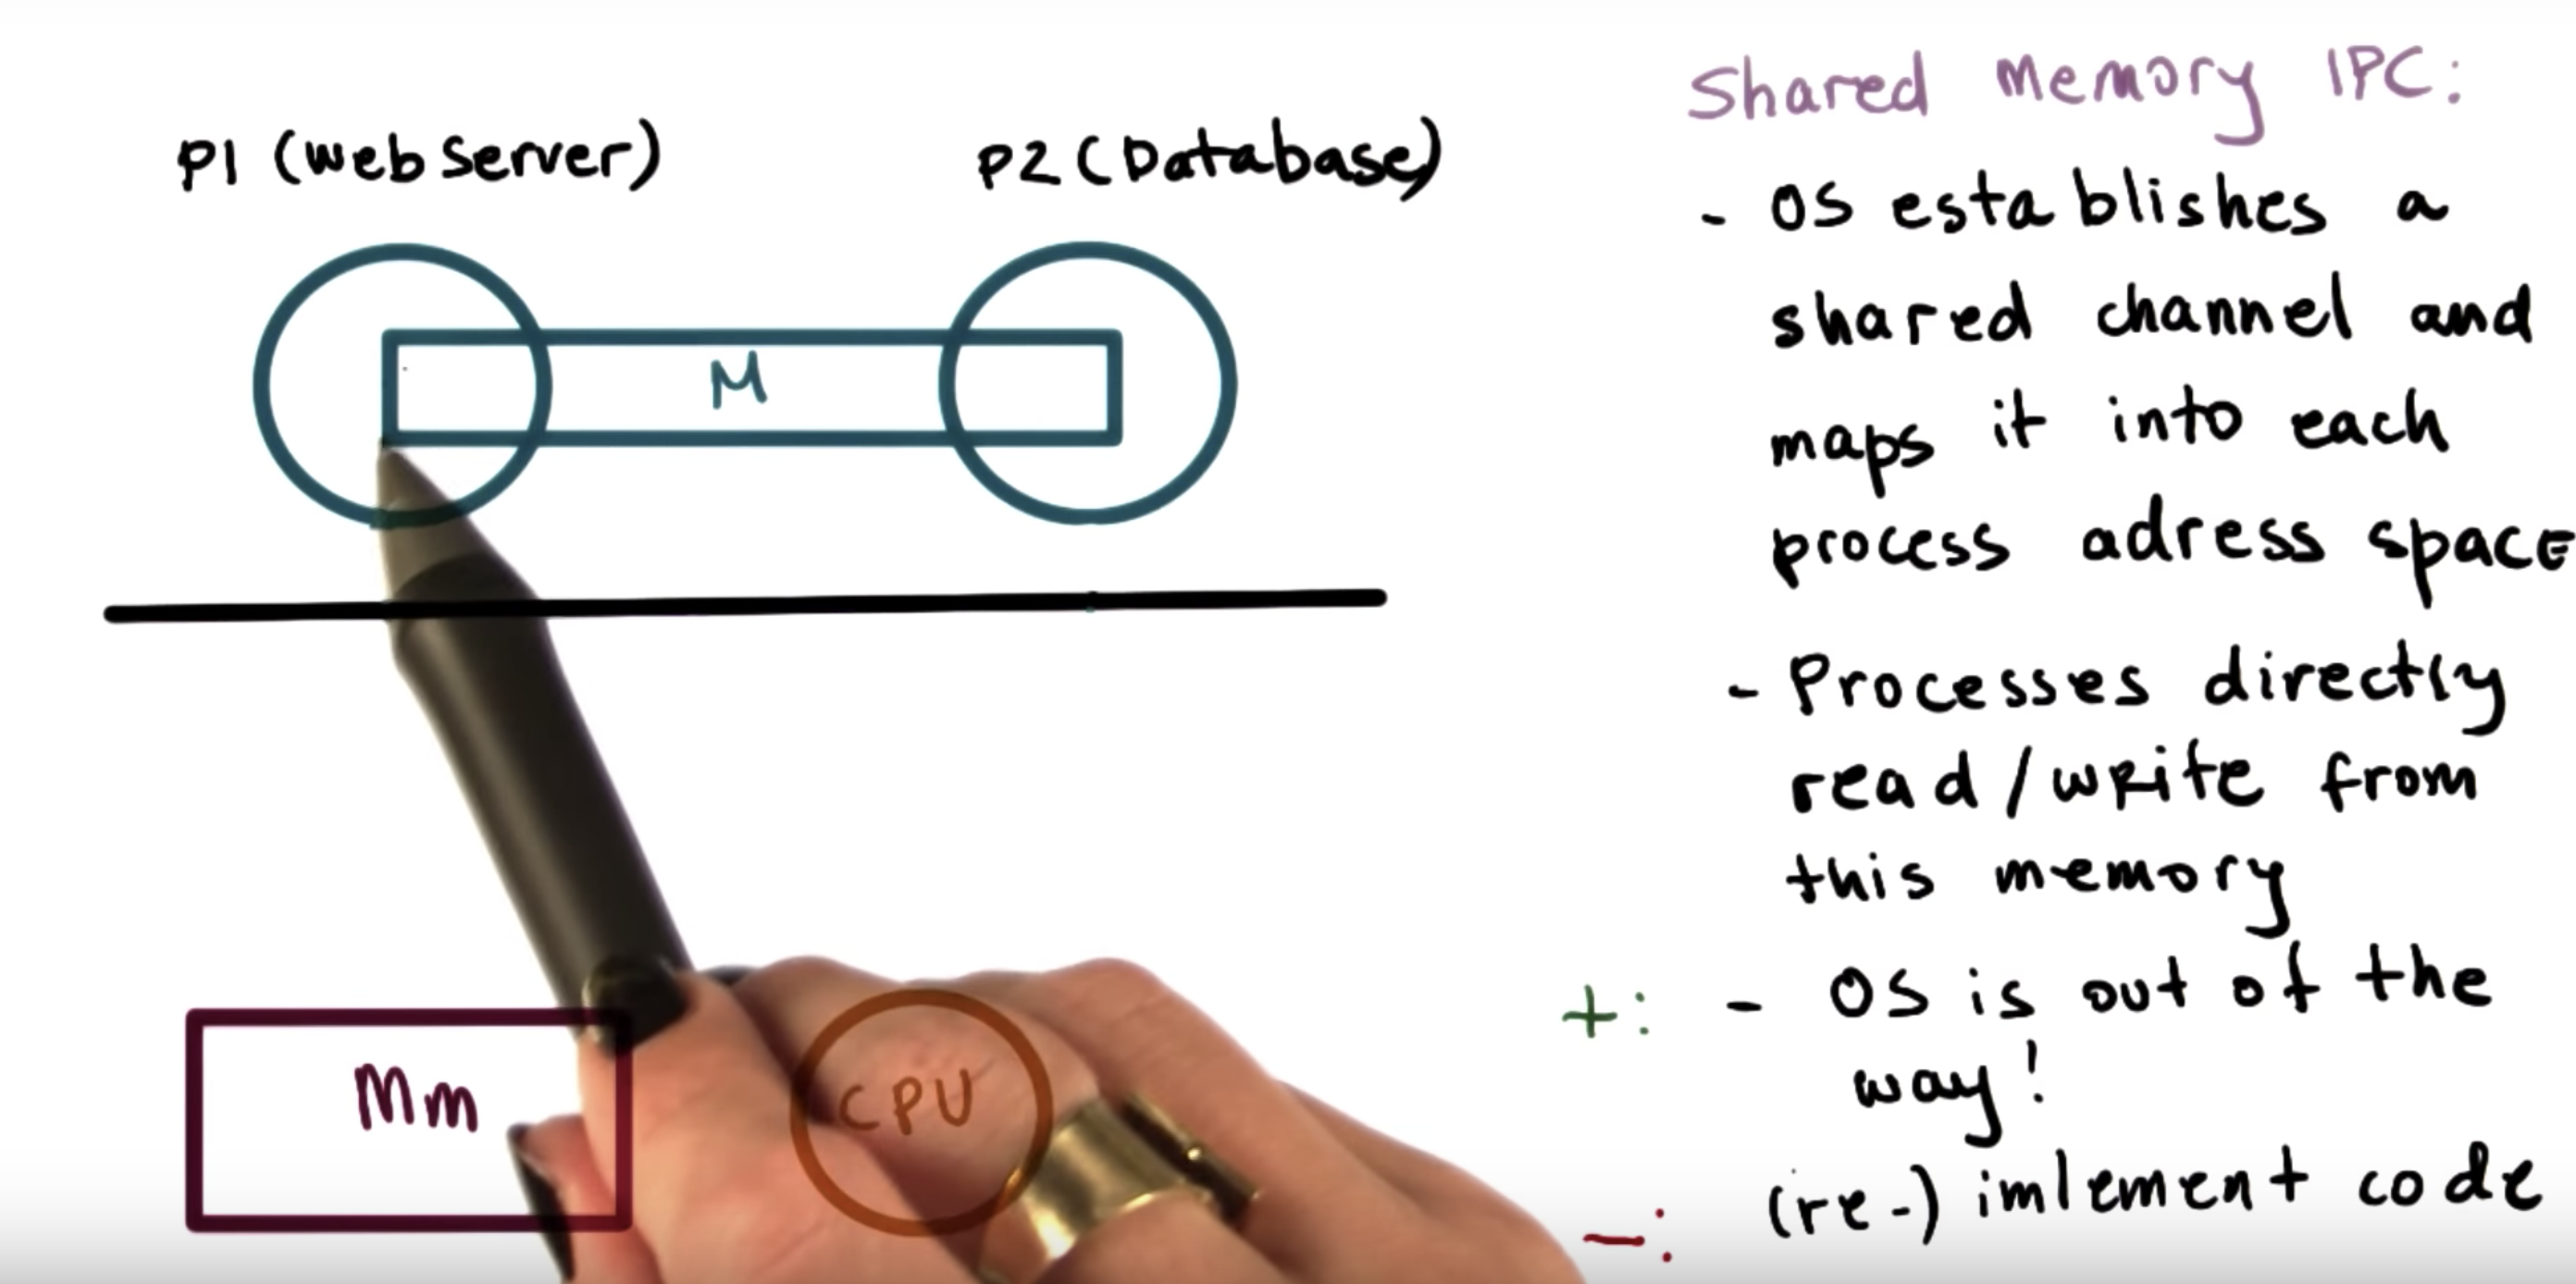 P1 (web server)
P2 (Database)
M
Mm
CPU
Shared memory IPC:
- OS establishes a
shared channel and
maps it into each
process adress space
- Processes directly
read/write from
this memory
+: - OS is out of the
way!
-: (re-) imlement code